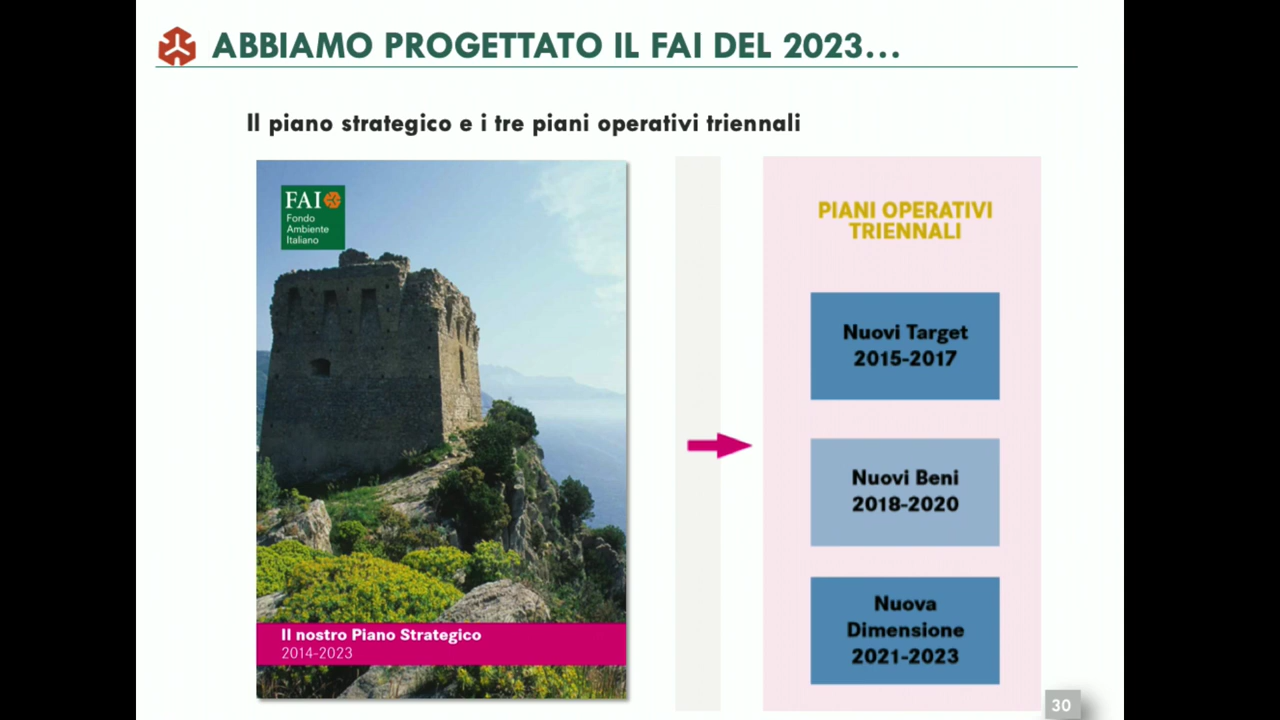 ABBIAMO PROGETTATO IL FAI DEL 2023...
Il piano strategico e i tre piani operativi triennali
FAI
Fondo
Ambiente
Italiano
Il nostro Piano Strategico
2014-2023
PIANI OPERATIVI
TRIENNALI
Nuovi Target
2015-2017
Nuovi Beni
2018-2020
Nuova
Dimensione
2021-2023
30